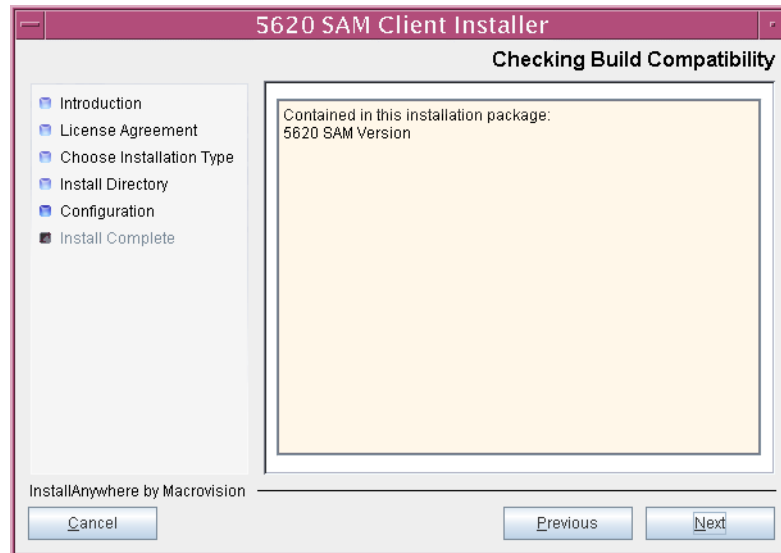 5620 SAM Client Installer
Checking Build Compatibility
Introduction
License Agreement
Choose Installation Type
Install Directory
Configuration
Install Complete
Contained in this installation package:
5620 SAM Version
InstallAnywhere by Macrovision
Cancel
Previous
Next